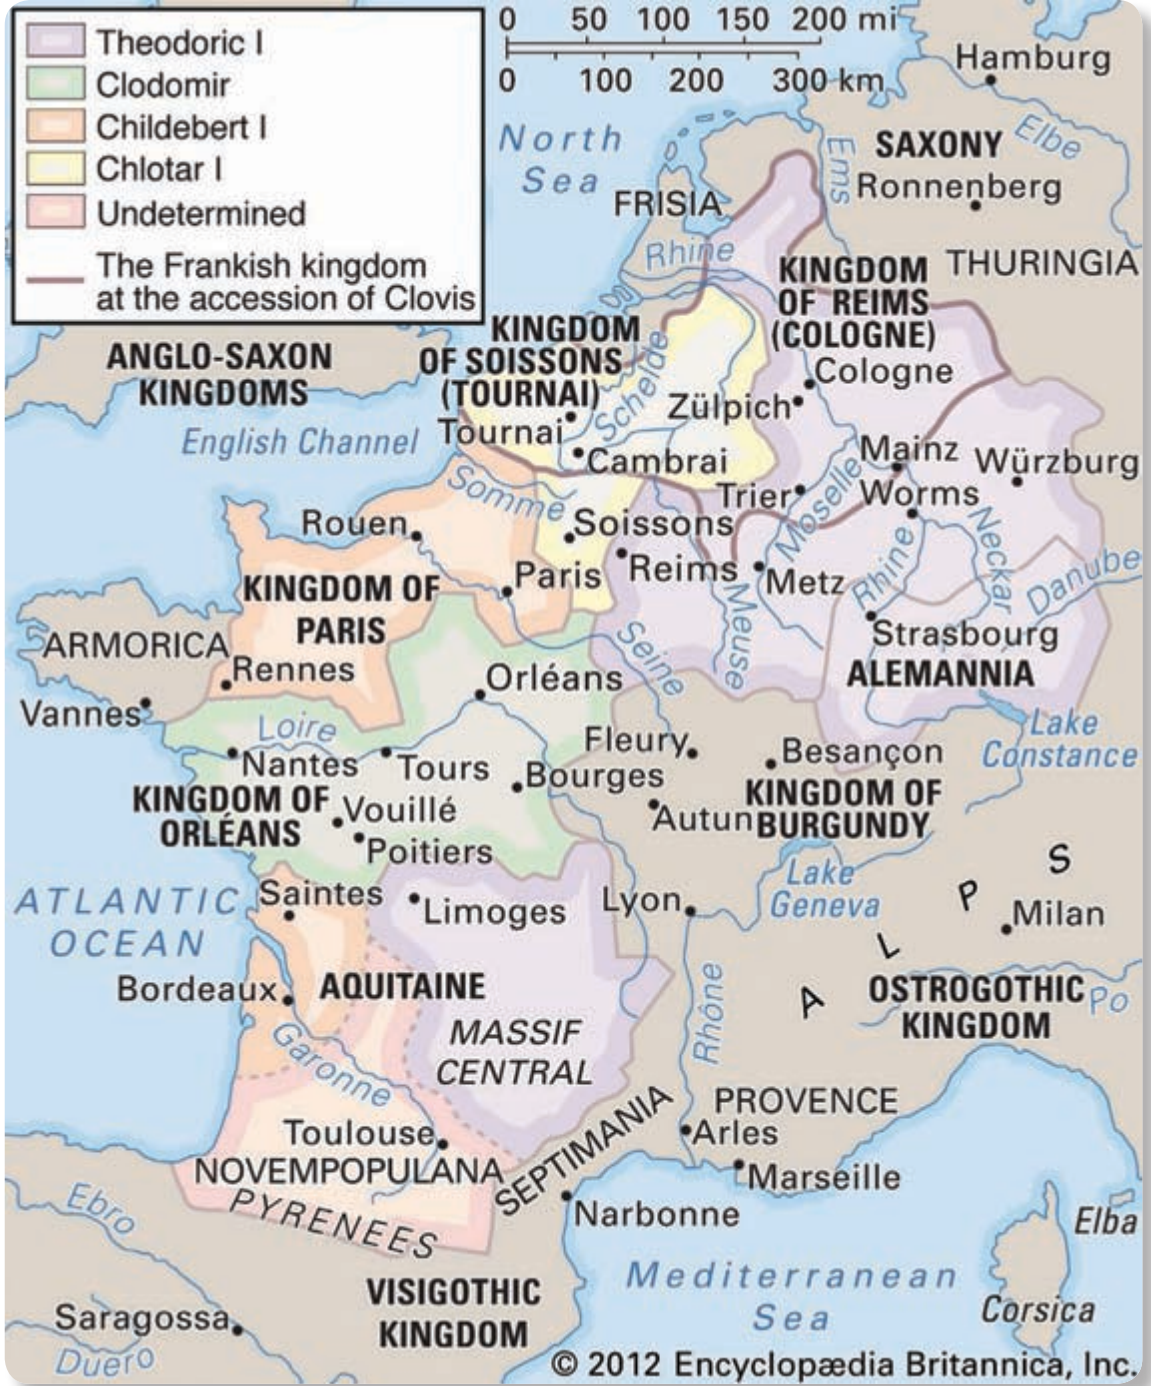 Theodoric I
Clodomir
Childebert I
Chlotar I
Undetermined
The Frankish kingdom
at the accession of Clovis
0 50 100 150 200 mi
0 100 200 300 km
Hamburg
Elbe
North
Sea
Ems
SAXONY
Ronnenberg
FRISIA
Rhine
THURINGIA
KINGDOM
OF REIMS
(COLOGNE)
KINGDOM
OF SOISSONS
(TOURNAI)
ANGLO-SAXON
KINGDOMS
Schelde
Cologne
Zülpich
English Channel
Tournai
Cambrai
Mainz
Würzburg
Somme
Trier
Moselle
Worms
Rouen
Soissons
Neckar
Paris
Reims
Metz
Rhine
Danube
KINGDOM OF
PARIS
Meuse
ARMORICA
Rennes
Seine
Strasbourg
ALEMANNIA
Orléans
Vannes
Loire
Lake
Constance
Nantes
Tours
Fleury
Besançon
Bourges
KINGDOM OF
ORLÉANS
Vouillé
Poitiers
Autun
KINGDOM OF
BURGUNDY
Lake
Geneva
ATLANTIC
OCEAN
Saintes
Limoges
Lyon
ALPS
Milan
Bordeaux
AQUITAINE
MASSIF
CENTRAL
Rhône
OSTROGOTHIC
KINGDOM
Po
Garonne
PROVENCE
Toulouse
Arles
NOVEMPOPULANA
SEPTIMANIA
Marseille
PYRENEES
Narbonne
Ebro
Elba
Mediterranean
Sea
VISIGOTHIC
KINGDOM
Corsica
Saragossa
Duero
© 2012 Encyclopædia Britannica, Inc.